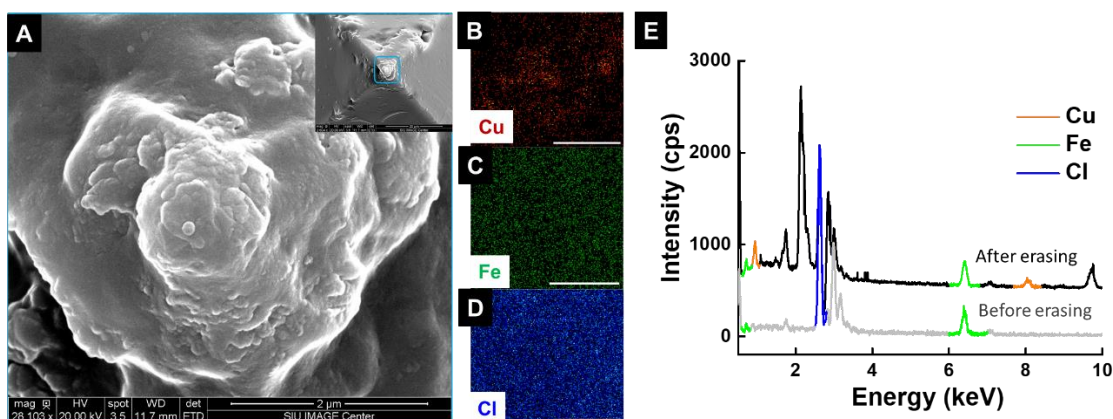 A
mag HV spot WD det
28 103 x 20.00 kV 3.5 11.7 mm ETD
2 μm
SIU IMAGE Center
B
Cu
C
Fe
D
Cl
E
Intensity (cps)
3000
2000
1000
0
Cu
Fe
Cl
After erasing
Before erasing
2 4 6 8 10
Energy (keV)